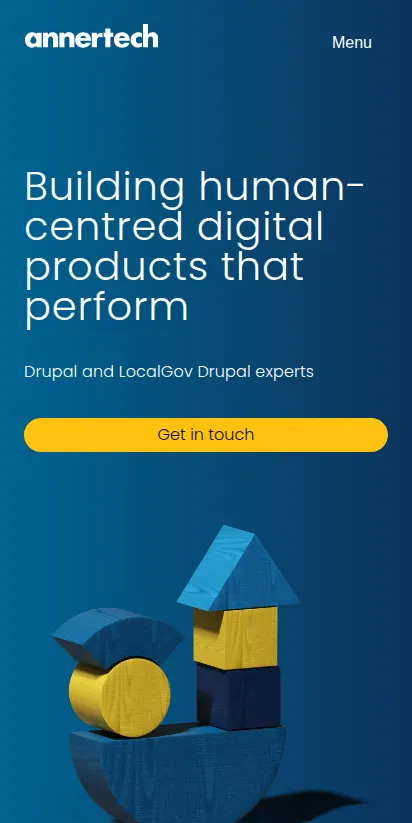 annertech
Menu
Building human-
centred digital
products that
perform
Drupal and LocalGov Drupal experts
Get in touch